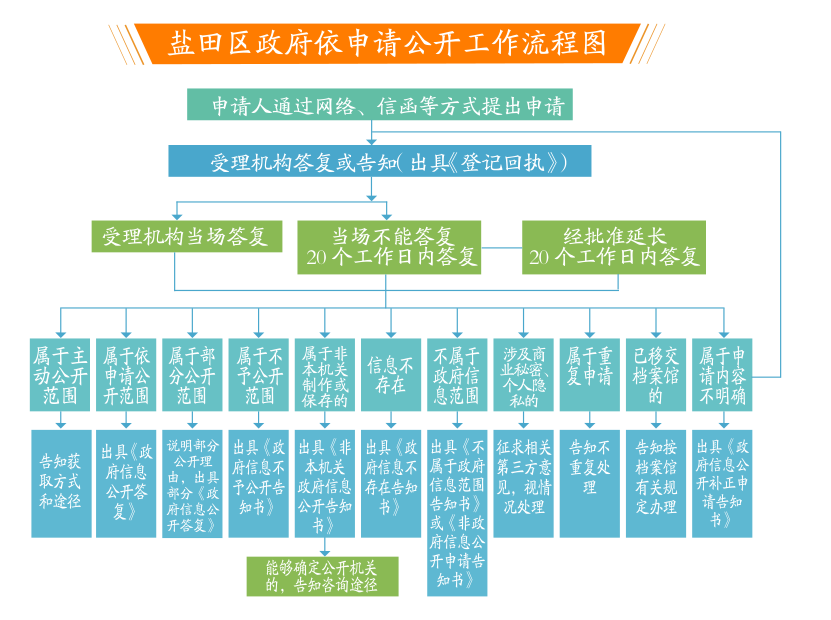 盐田区政府依申请公开工作流程图
申请人通过网络、信函等方式提出申请
受理机构答复或告知(出具《登记回执》)
受理机构当场答复
当场不能答复
20个工作日内答复
经批准延长
20个工作日内答复
属于主
动公开
范围
属于依
申请公
开范围
属于部
分公开
范围
属于不
予公开
范围
属于非
本机关
制作或
保存的
信息不
存在
不属于
政府信
息范围
涉及商
业秘密、
个人隐
私的
属于重
复申请
已移交
档案馆
的
属于申
请内容
不明确
告知获
取方式
和途径
出具《政
府信息
公开答
复》
说明部分
公开理
由，出具
部分《政
府信息公
开答复》
出具《政
府信息不
予公开告
知书》
出具《非
本机关
政府信息
公开告知
书》
出具《政
府信息不
存在告知
书》
出具《不
属于政府
信息范围
告知书》
或《非政
府信息公
开申请告
知书》
征求相关
第三方意
见，视情
况处理
告知不
重复处
理
告知按
档案馆
有关规
定办理
出具《政
府信息公
开补正申
请告知
书》
能够确定公开机关
的，告知咨询途径